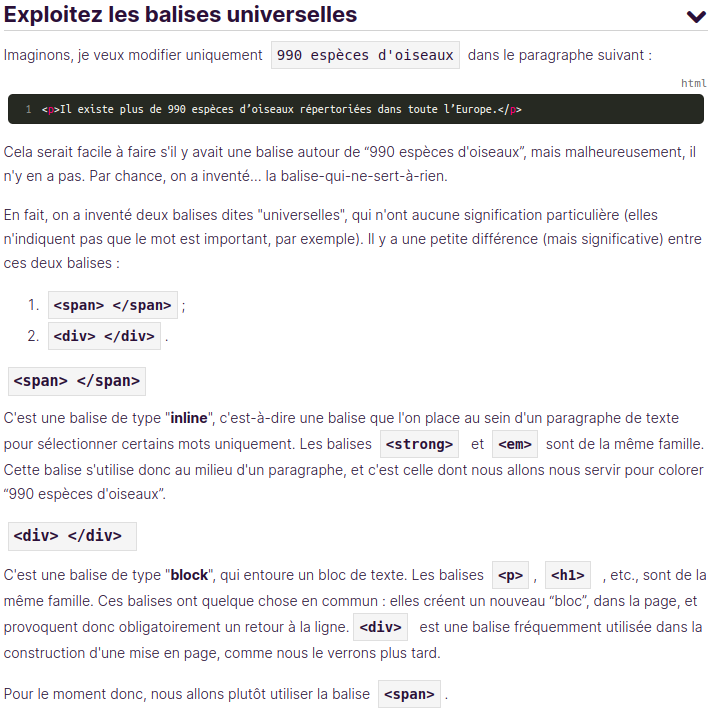 Exploitez les balises universelles
Imaginons, je veux modifier uniquement 990 espèces d'oiseaux dans le paragraphe suivant :
html
1 <p>Il existe plus de 990 espèces d’oiseaux répertoriées dans toute l’Europe.</p>
Cela serait facile à faire s'il y avait une balise autour de “990 espèces d'oiseaux”, mais malheureusement, il
n'y en a pas. Par chance, on a inventé... la balise-qui-ne-sert-à-rien.
En fait, on a inventé deux balises dites "universelles", qui n'ont aucune signification particulière (elles
n'indiquent pas que le mot est important, par exemple). Il y a une petite différence (mais significative) entre
ces deux balises :
1. <span> </span> ;
2. <div> </div> .
<span> </span>
C'est une balise de type "inline", c'est-à-dire une balise que l'on place au sein d'un paragraphe de texte
pour sélectionner certains mots uniquement. Les balises <strong> et <em> sont de la même famille.
Cette balise s'utilise donc au milieu d'un paragraphe, et c'est celle dont nous allons nous servir pour colorer
“990 espèces d'oiseaux”.
<div> </div>
C'est une balise de type "block", qui entoure un bloc de texte. Les balises <p> , <h1> , etc., sont de la
même famille. Ces balises ont quelque chose en commun : elles créent un nouveau “bloc”, dans la page, et
provoquent donc obligatoirement un retour à la ligne. <div> est une balise fréquemment utilisée dans la
construction d'une mise en page, comme nous le verrons plus tard.
Pour le moment donc, nous allons plutôt utiliser la balise <span> .